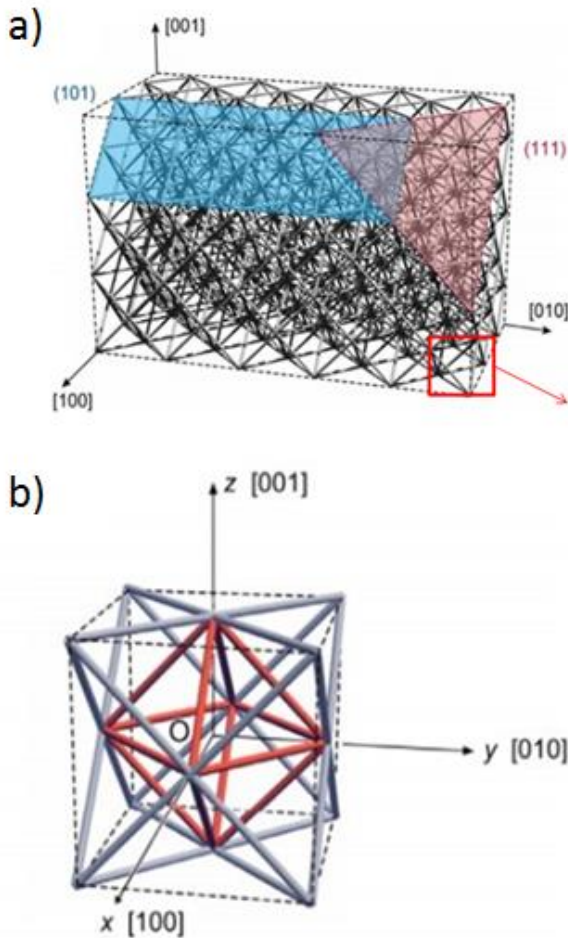 a)
[001]
(101)
(111)
[010]
[100]
b)
z [001]
O
y [010]
x [100]